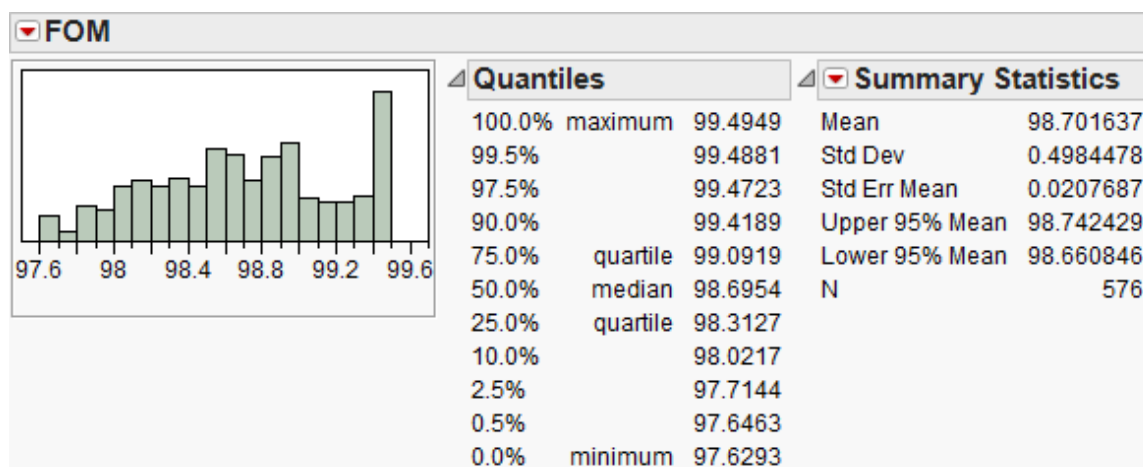 FOM
97.6 98 98.4 98.8 99.2 99.6
Quantiles
100.0% maximum 99.4949
99.5% 99.4881
97.5% 99.4723
90.0% 99.4189
75.0% quartile 99.0919
50.0% median 98.6954
25.0% quartile 98.3127
10.0% 98.0217
2.5% 97.7144
0.5% 97.6463
0.0% minimum 97.6293
Summary Statistics
Mean 98.701637
Std Dev 0.4984478
Std Err Mean 0.0207687
Upper 95% Mean 98.742429
Lower 95% Mean 98.660846
N 576